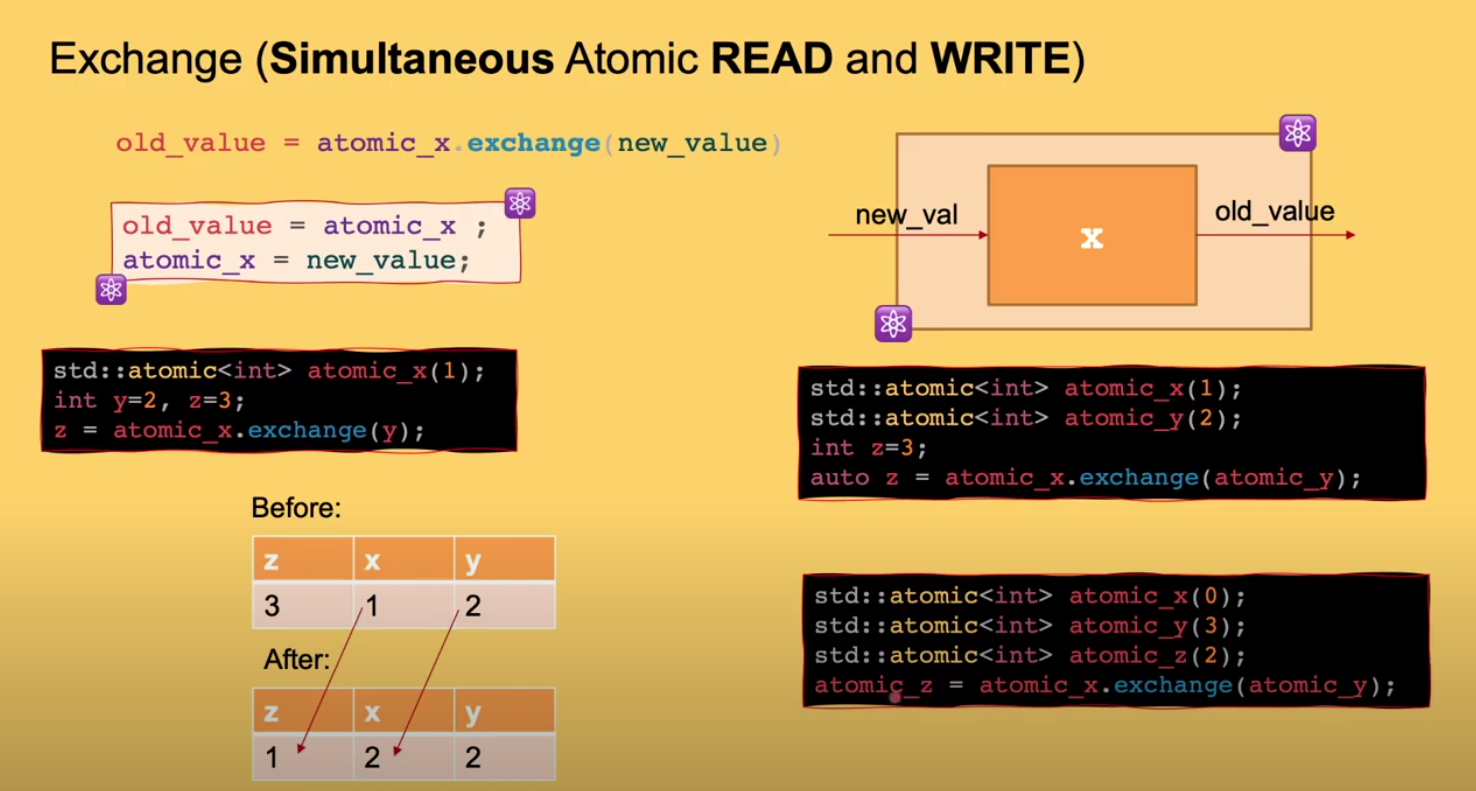 Exchange (Simultaneous Atomic READ and WRITE)
old_value = atomic_x.exchange(new_value)
old_value = atomic_x ;
atomic_x = new_value;
new_val
x
old_value
std::atomic<int> atomic_x(1);
int y=2, z=3;
z = atomic_x.exchange(y);
std::atomic<int> atomic_x(1);
std::atomic<int> atomic_y(2);
int z=3;
auto z = atomic_x.exchange(atomic_y);
Before:
z x y
3 1 2
After:
z x y
1 2 2
std::atomic<int> atomic_x(0);
std::atomic<int> atomic_y(3);
std::atomic<int> atomic_z(2);
atomic_z = atomic_x.exchange(atomic_y);